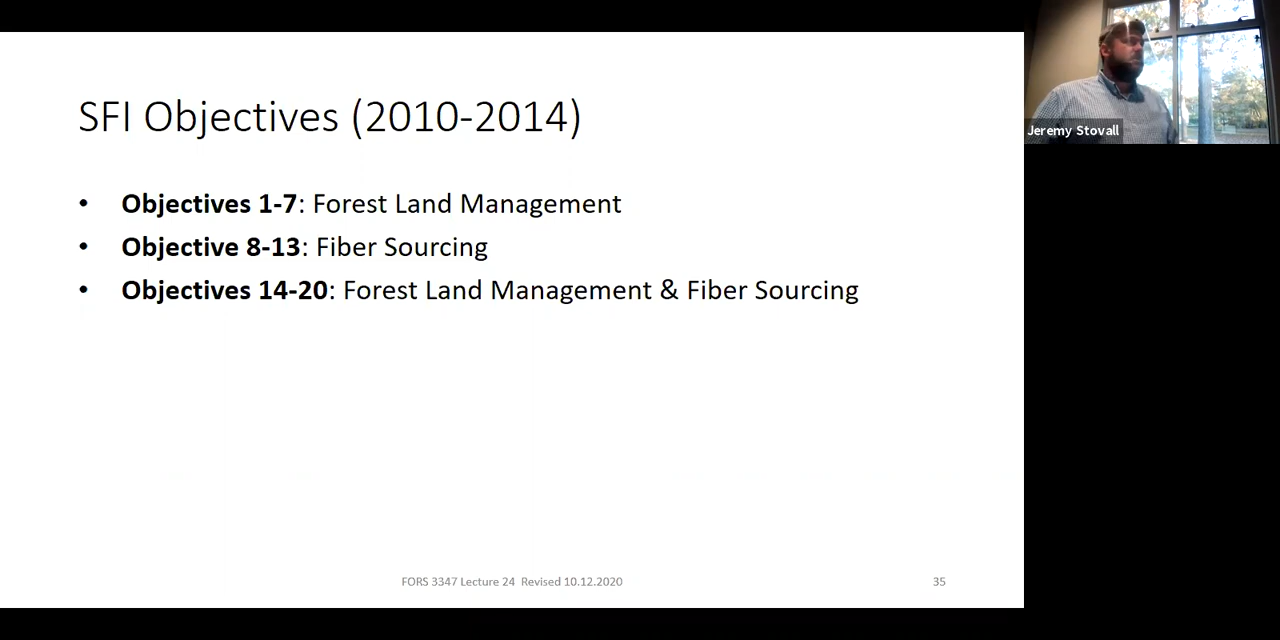 SFI Objectives (2010-2014)
• Objectives 1-7: Forest Land Management
• Objective 8-13: Fiber Sourcing
• Objectives 14-20: Forest Land Management & Fiber Sourcing
FORS 3347 Lecture 24 Revised 10.12.2020
35
Jeremy Stovall